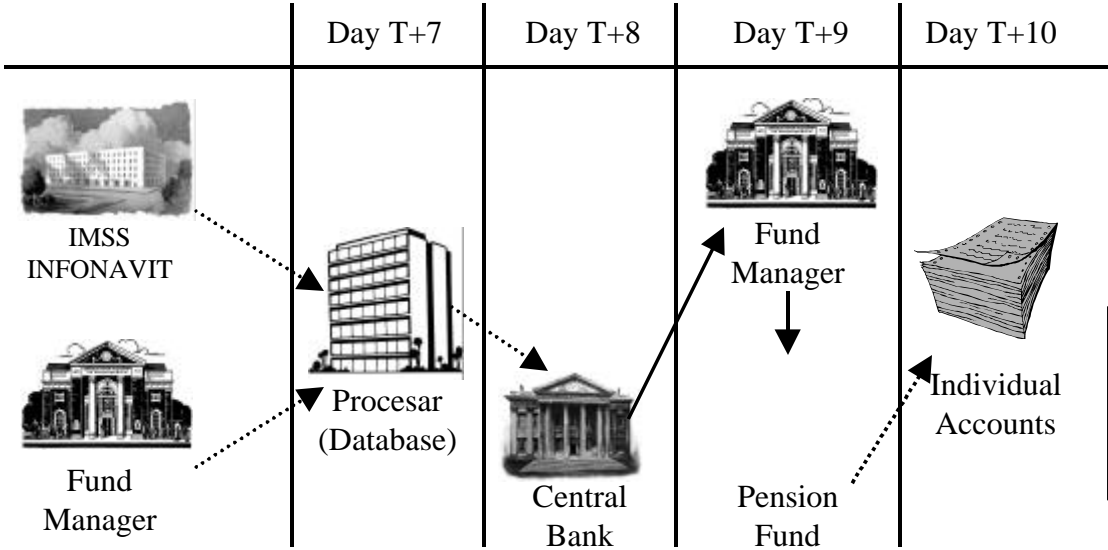 Day T+7
Day T+8
Day T+9
Day T+10
IMSS
INFONAVIT
Fund
Manager
Procesar
(Database)
Central
Bank
Fund
Manager
Pension
Fund
Individual
Accounts